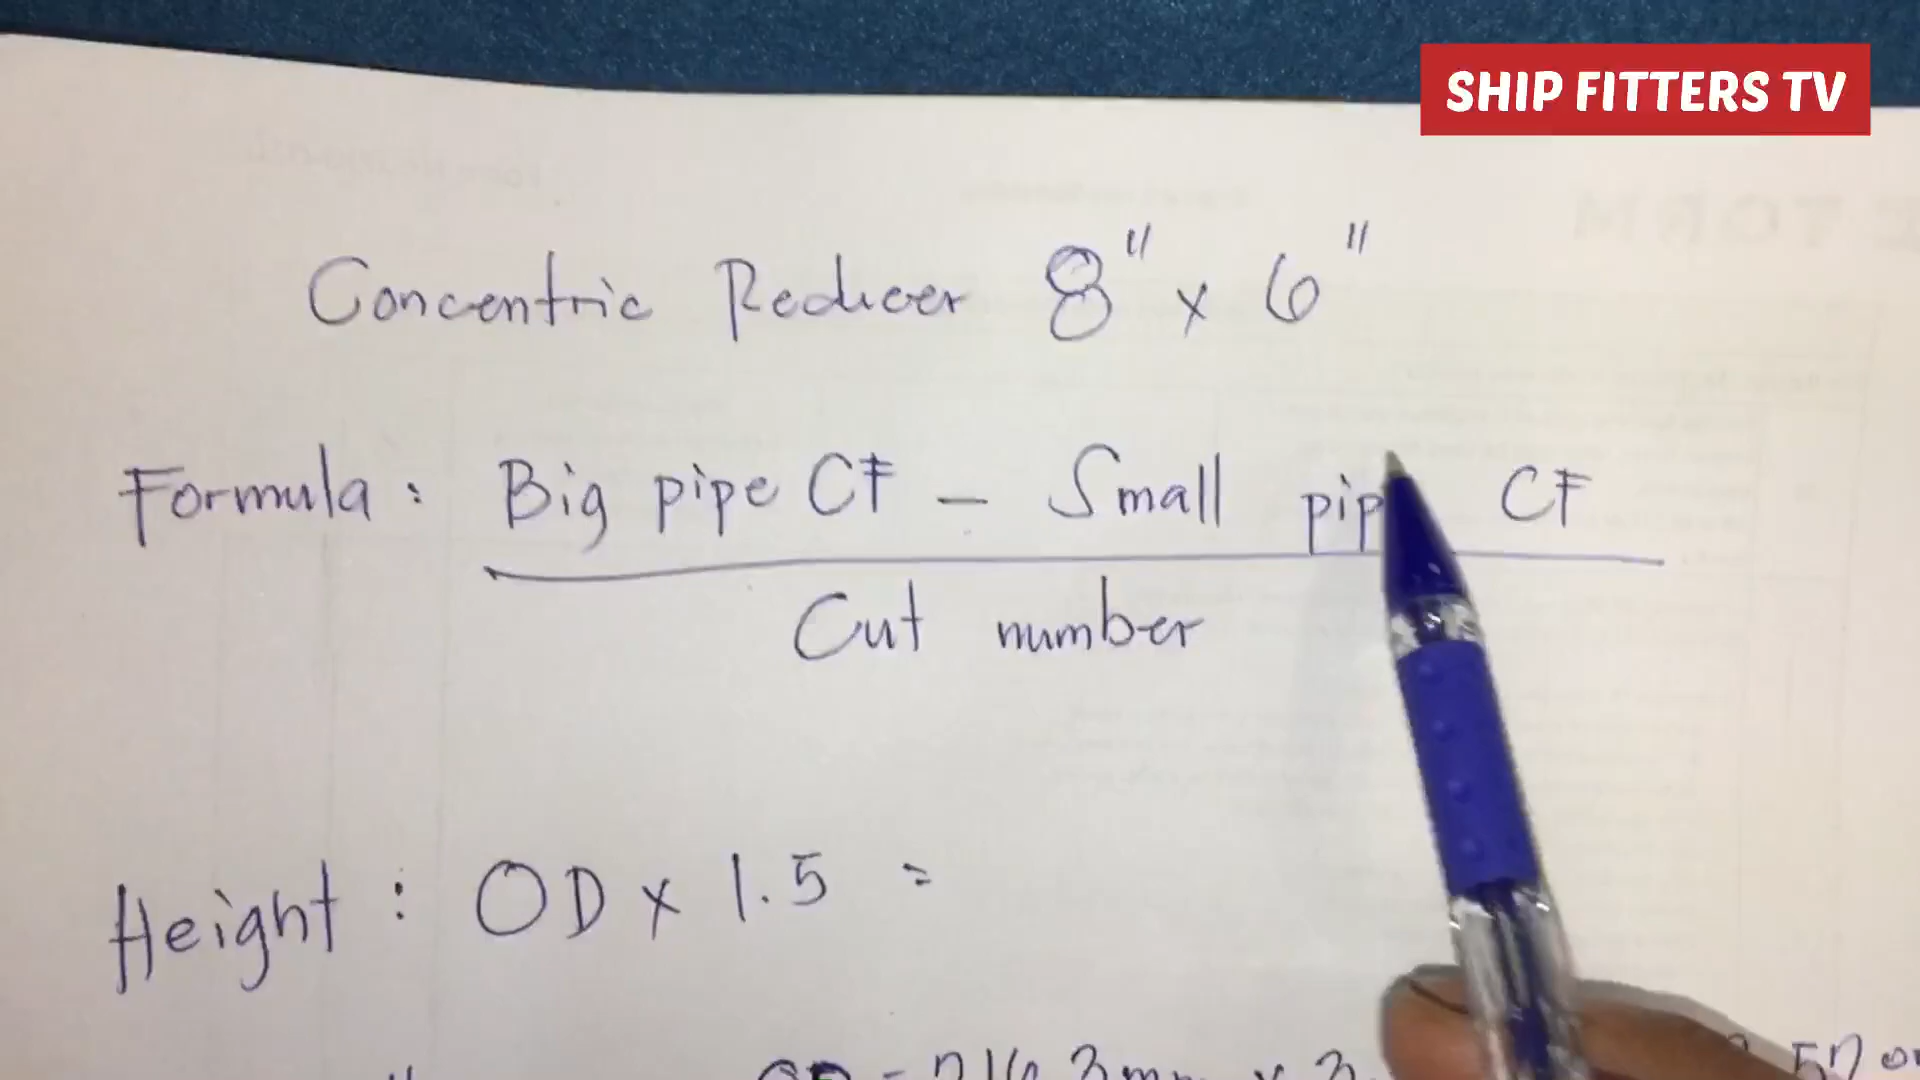 SHIP FITTERS TV
Concentric Reducer 8" x 6"
Formula: Big pipe CF - Small pip CF
Cut number
Height: OD x 1.5 =